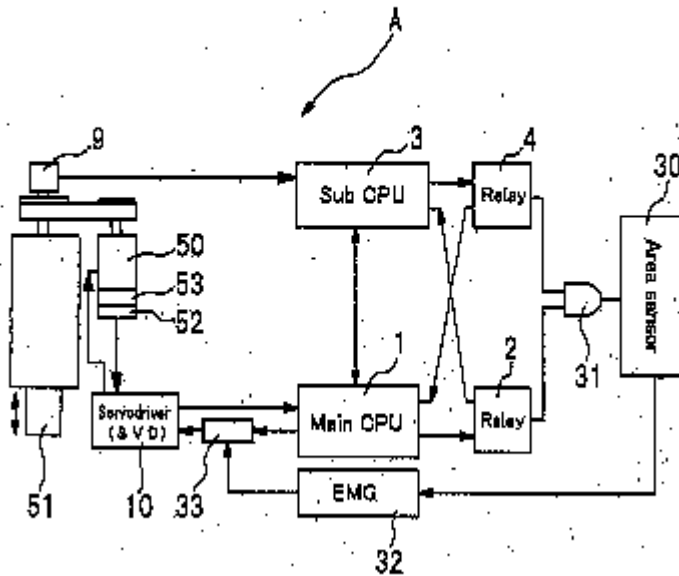 A
9
3
4
30
Sub CPU
Relay
Area sensor
50
53
52
31
1
2
Servodriver
(SVD)
Main CPU
Relay
51
10
33
EMG
32